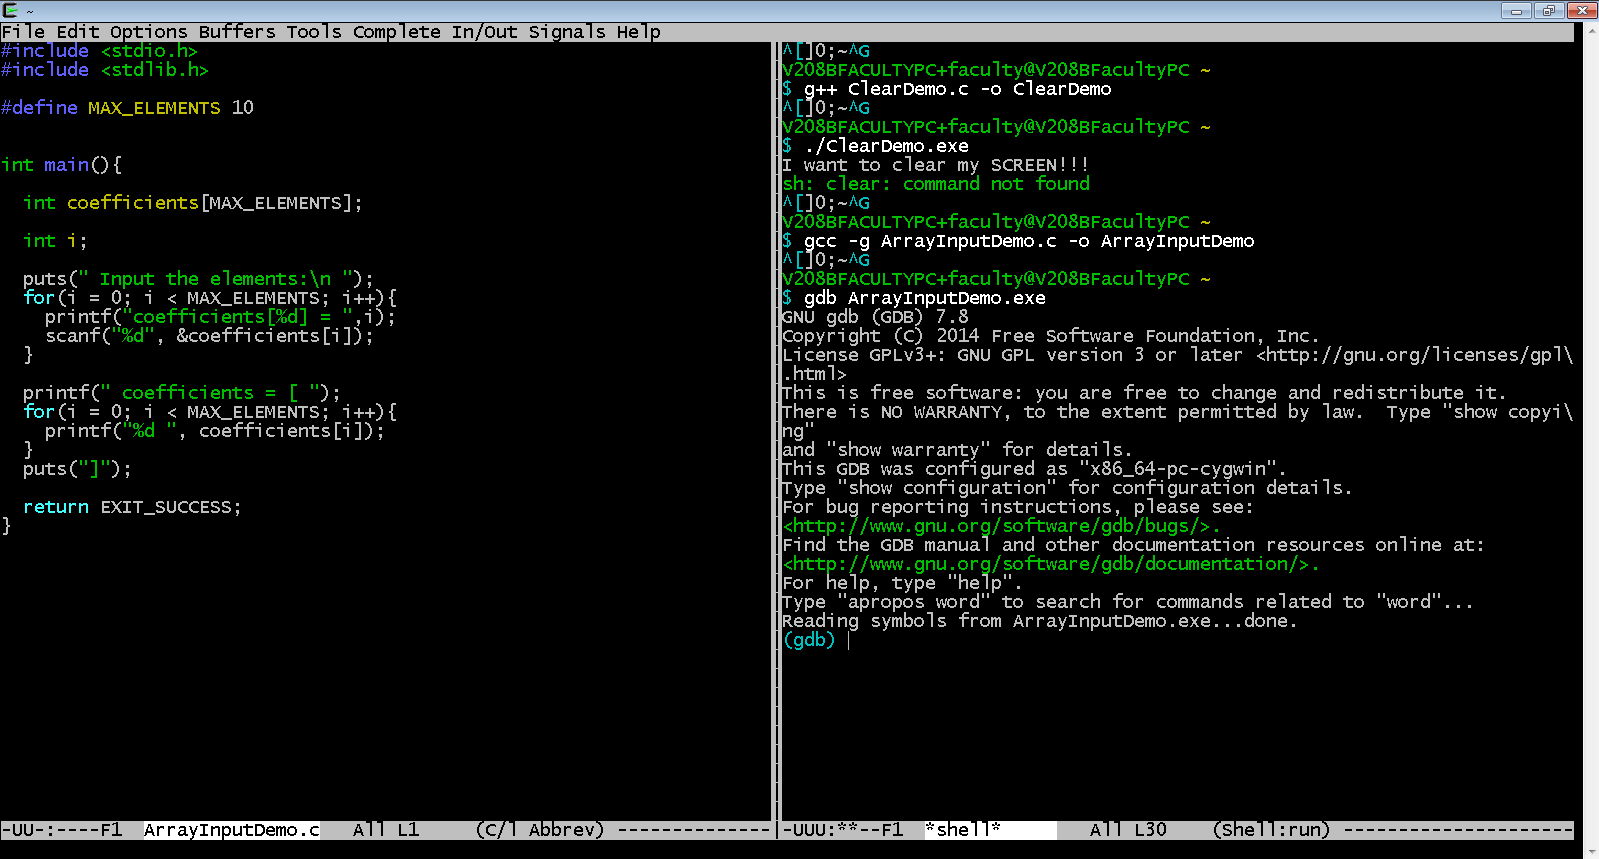 ~
File Edit Options Buffers Tools Complete In/Out Signals Help
#include <stdio.h>
#include <stdlib.h>
#define MAX_ELEMENTS 10
int main(){
int coefficients[MAX_ELEMENTS];
int i;
puts(" Input the elements:\n ");
for(i = 0; i < MAX_ELEMENTS; i++){
printf("coefficients[%d] = ",i);
scanf("%d", &coefficients[i]);
}
printf(" coefficients = [ ");
for(i = 0; i < MAX_ELEMENTS; i++){
printf("%d ", coefficients[i]);
}
puts("]");
return EXIT_SUCCESS;
}
-UU-:----F1  ArrayInputDemo.c   All L1     (C/l Abbrev) --------------
^[]0;~^G
V208BFACULTYPC+faculty@V208BFacultyPC ~
$ g++ ClearDemo.c -o ClearDemo
^[]0;~^G
V208BFACULTYPC+faculty@V208BFacultyPC ~
$ ./ClearDemo.exe
I want to clear my SCREEN!!!
sh: clear: command not found
^[]0;~^G
V208BFACULTYPC+faculty@V208BFacultyPC ~
$ gcc -g ArrayInputDemo.c -o ArrayInputDemo
^[]0;~^G
V208BFACULTYPC+faculty@V208BFacultyPC ~
$ gdb ArrayInputDemo.exe
GNU gdb (GDB) 7.8
Copyright (C) 2014 Free Software Foundation, Inc.
License GPLv3+: GNU GPL version 3 or later <http://gnu.org/licenses/gpl\
.html>
This is free software: you are free to change and redistribute it.
There is NO WARRANTY, to the extent permitted by law.  Type "show copyi\
ng"
and "show warranty" for details.
This GDB was configured as "x86_64-pc-cygwin".
Type "show configuration" for configuration details.
For bug reporting instructions, please see:
<http://www.gnu.org/software/gdb/bugs/>.
Find the GDB manual and other documentation resources online at:
<http://www.gnu.org/software/gdb/documentation/>.
For help, type "help".
Type "apropos word" to search for commands related to "word"...
Reading symbols from ArrayInputDemo.exe...done.
(gdb)
-UUU:**--F1  *shell*        All L30    (Shell:run) ---------------------